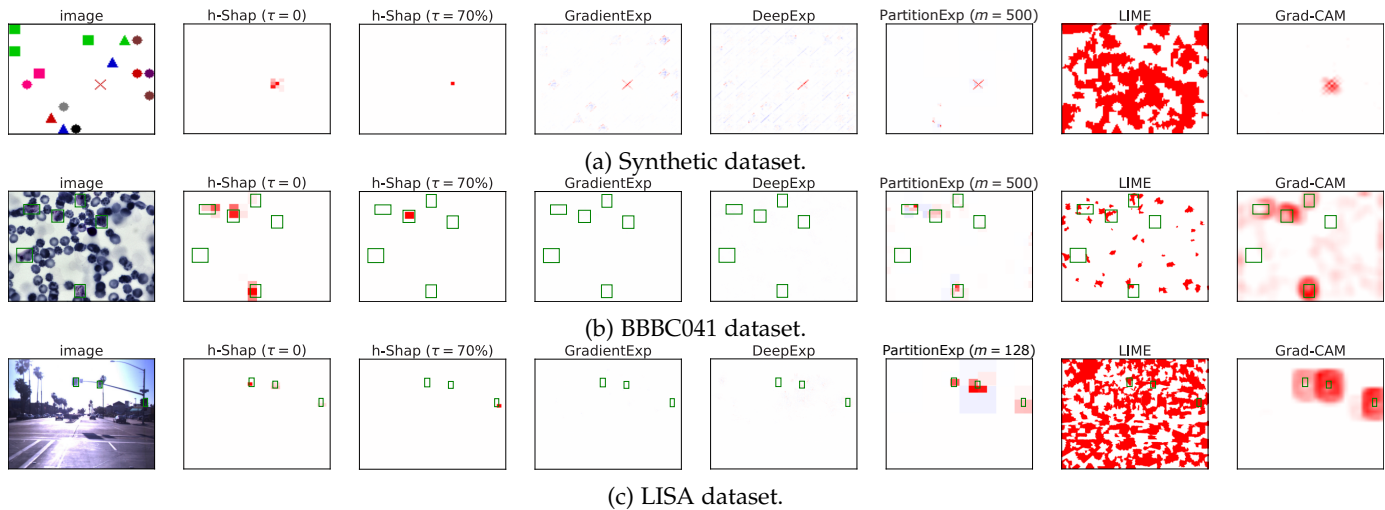 image h-Shap (τ = 0) h-Shap (τ = 70%) GradientExp DeepExp PartitionExp (m = 500) LIME Grad-CAM
(a) Synthetic dataset.
image h-Shap (τ = 0) h-Shap (τ = 70%) GradientExp DeepExp PartitionExp (m = 500) LIME Grad-CAM
(b) BBBC041 dataset.
image h-Shap (τ = 0) h-Shap (τ = 70%) GradientExp DeepExp PartitionExp (m = 128) LIME Grad-CAM
(c) LISA dataset.